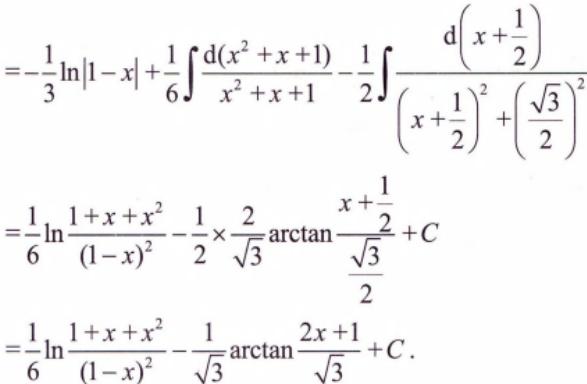 $=-\frac{1}{3}\ln|1-x|+\frac{1}{6}\int\frac{\mathrm{d}(x^2+x+1)}{x^2+x+1}-\frac{1}{2}\int\frac{\mathrm{d}\left(x+\frac{1}{2}\right)}{\left(x+\frac{1}{2}\right)^2+\left(\frac{\sqrt{3}}{2}\right)^2}$
$=\frac{1}{6}\ln\frac{1+x+x^2}{(1-x)^2}-\frac{1}{2}\times\frac{2}{\sqrt{3}}\arctan\frac{x+\frac{1}{2}}{\frac{\sqrt{3}}{2}}+C$
$=\frac{1}{6}\ln\frac{1+x+x^2}{(1-x)^2}-\frac{1}{\sqrt{3}}\arctan\frac{2x+1}{\sqrt{3}}+C.$